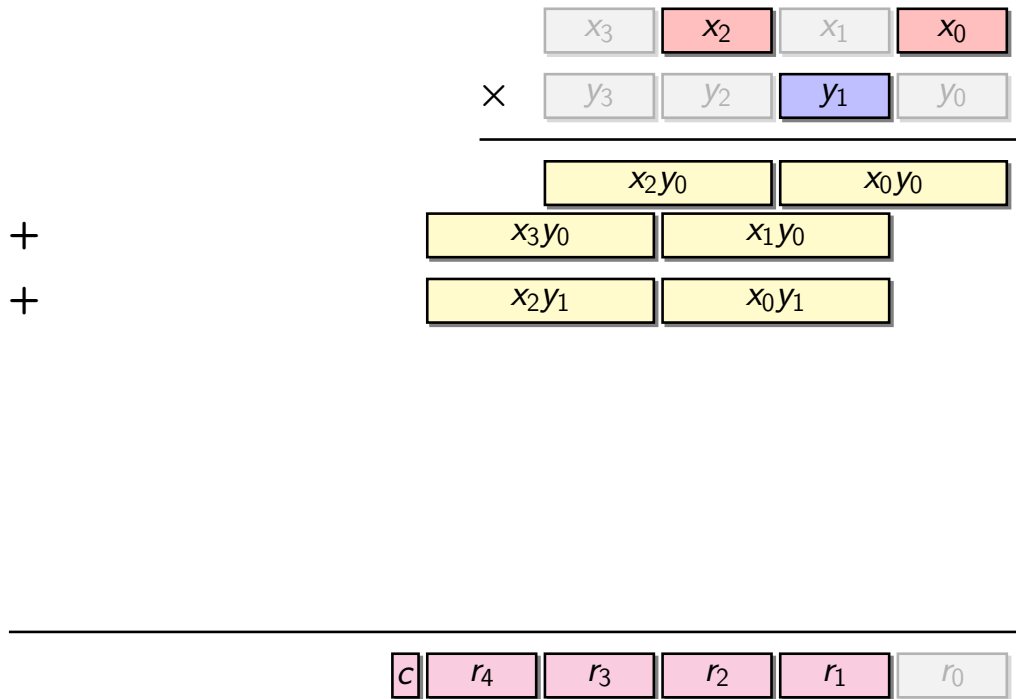 x₃ x₂ x₁ x₀
× y₃ y₂ y₁ y₀
x₂y₀ x₀y₀
+ x₃y₀ x₁y₀
+ x₂y₁ x₀y₁
c r₄ r₃ r₂ r₁ r₀